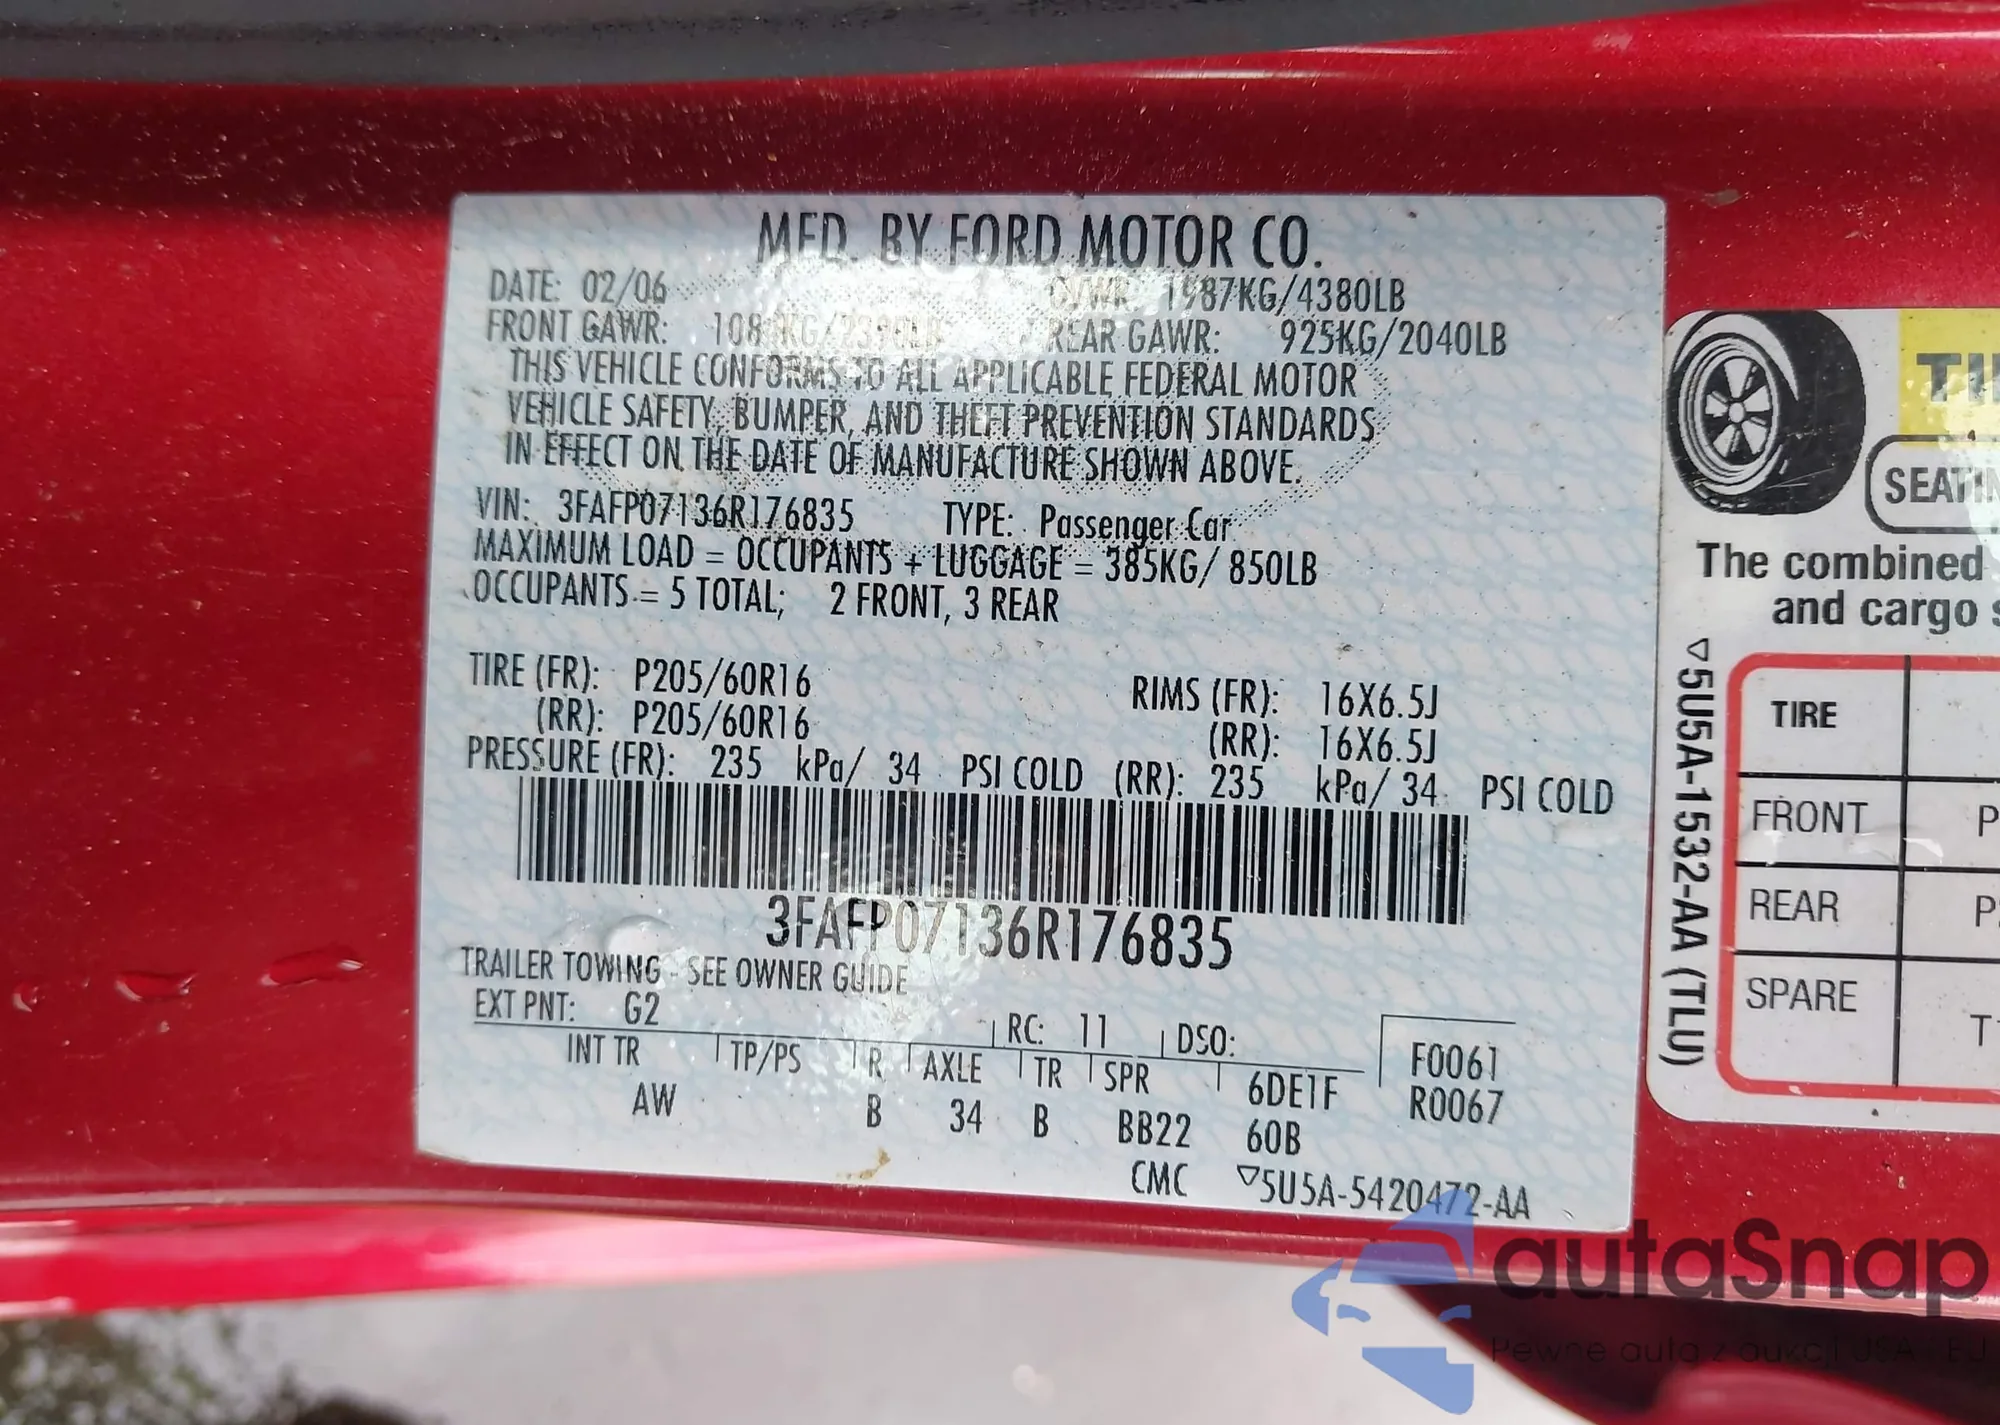 MFD. BY FORD MOTOR CO.
DATE: 02/06 GVWR: 1987KG/4380LB
FRONT GAWR: REAR GAWR: 925KG/2040LB
THIS VEHICLE CONFORMS TO ALL APPLICABLE FEDERAL MOTOR
VEHICLE SAFETY, BUMPER, AND THEFT PREVENTION STANDARDS
IN EFFECT ON THE DATE OF MANUFACTURE SHOWN ABOVE.
VIN: 3FAFP07136R176835 TYPE: Passenger Car
MAXIMUM LOAD = OCCUPANTS + LUGGAGE = 385KG/ 850LB
OCCUPANTS = 5 TOTAL; 2 FRONT, 3 REAR
TIRE (FR): P205/60R16 RIMS (FR): 16X6.5J
(RR): P205/60R16 (RR): 16X6.5J
PRESSURE (FR): 235 kPa/ 34 PSI COLD (RR): 235 kPa/ 34 PSI COLD
3FAFP07136R176835
TRAILER TOWING - SEE OWNER GUIDE
EXT PNT: G2 RC: 11 DSO: F0061
INT TR TP/PS R AXLE TR SPR 6DE1F R0067
AW B 34 B BB22 60B
CMC ▽5U5A-5420472-AA
SEATIN
The combined
and cargo s
▽5U5A-1532-AA (TLU)
TIRE
FRONT P
REAR P
SPARE T1
autaSnap
Pewne auta z aukcji USA i EU